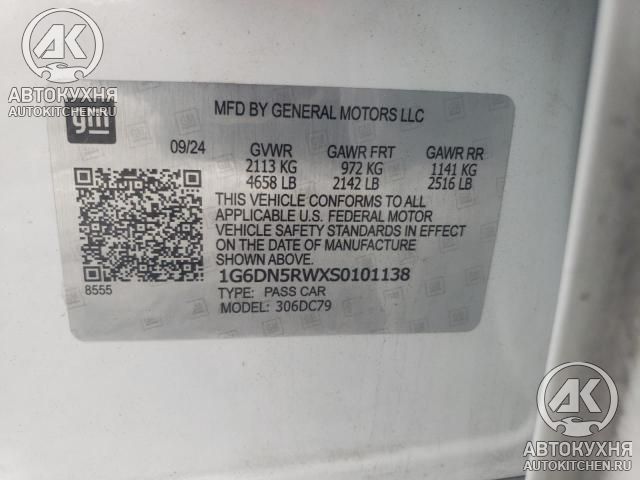 АК
АВТОКУХНЯ
AUTOKITCHEN.RU
gm
MFD BY GENERAL MOTORS LLC
09/24 GVWR GAWR FRT GAWR RR
2113 KG 972 KG 1141 KG
4658 LB 2142 LB 2516 LB
THIS VEHICLE CONFORMS TO ALL
APPLICABLE U.S. FEDERAL MOTOR
VEHICLE SAFETY STANDARDS IN EFFECT
ON THE DATE OF MANUFACTURE
SHOWN ABOVE.
1G6DN5RWXS0101138
8555
TYPE: PASS CAR
MODEL: 306DC79
АК
АВТОКУХНЯ
AUTOKITCHEN.RU